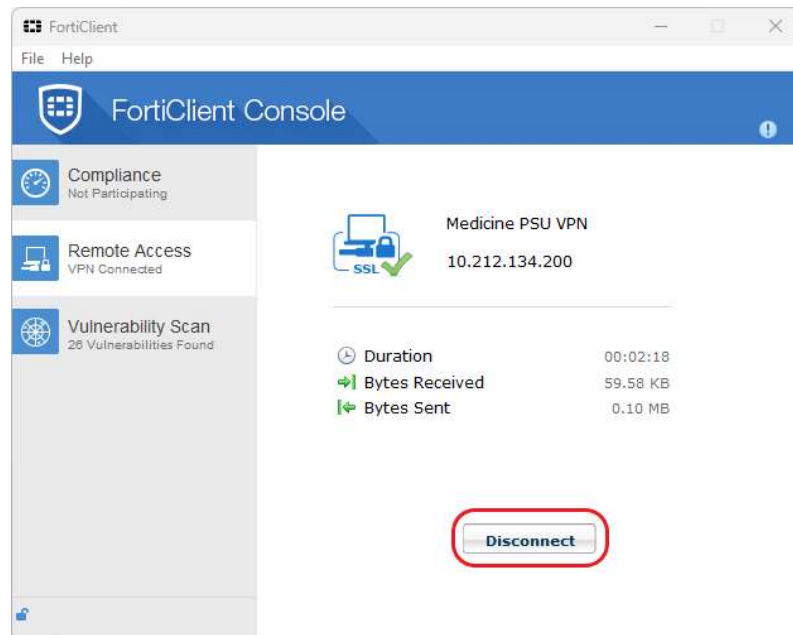 FortiClient
File Help
FortiClient Console
Compliance
Not Participating
Remote Access
VPN Connected
Vulnerability Scan
26 Vulnerabilities Found
Medicine PSU VPN
10.212.134.200
SSL
Duration 00:02:18
Bytes Received 59.58 KB
Bytes Sent 0.10 MB
Disconnect